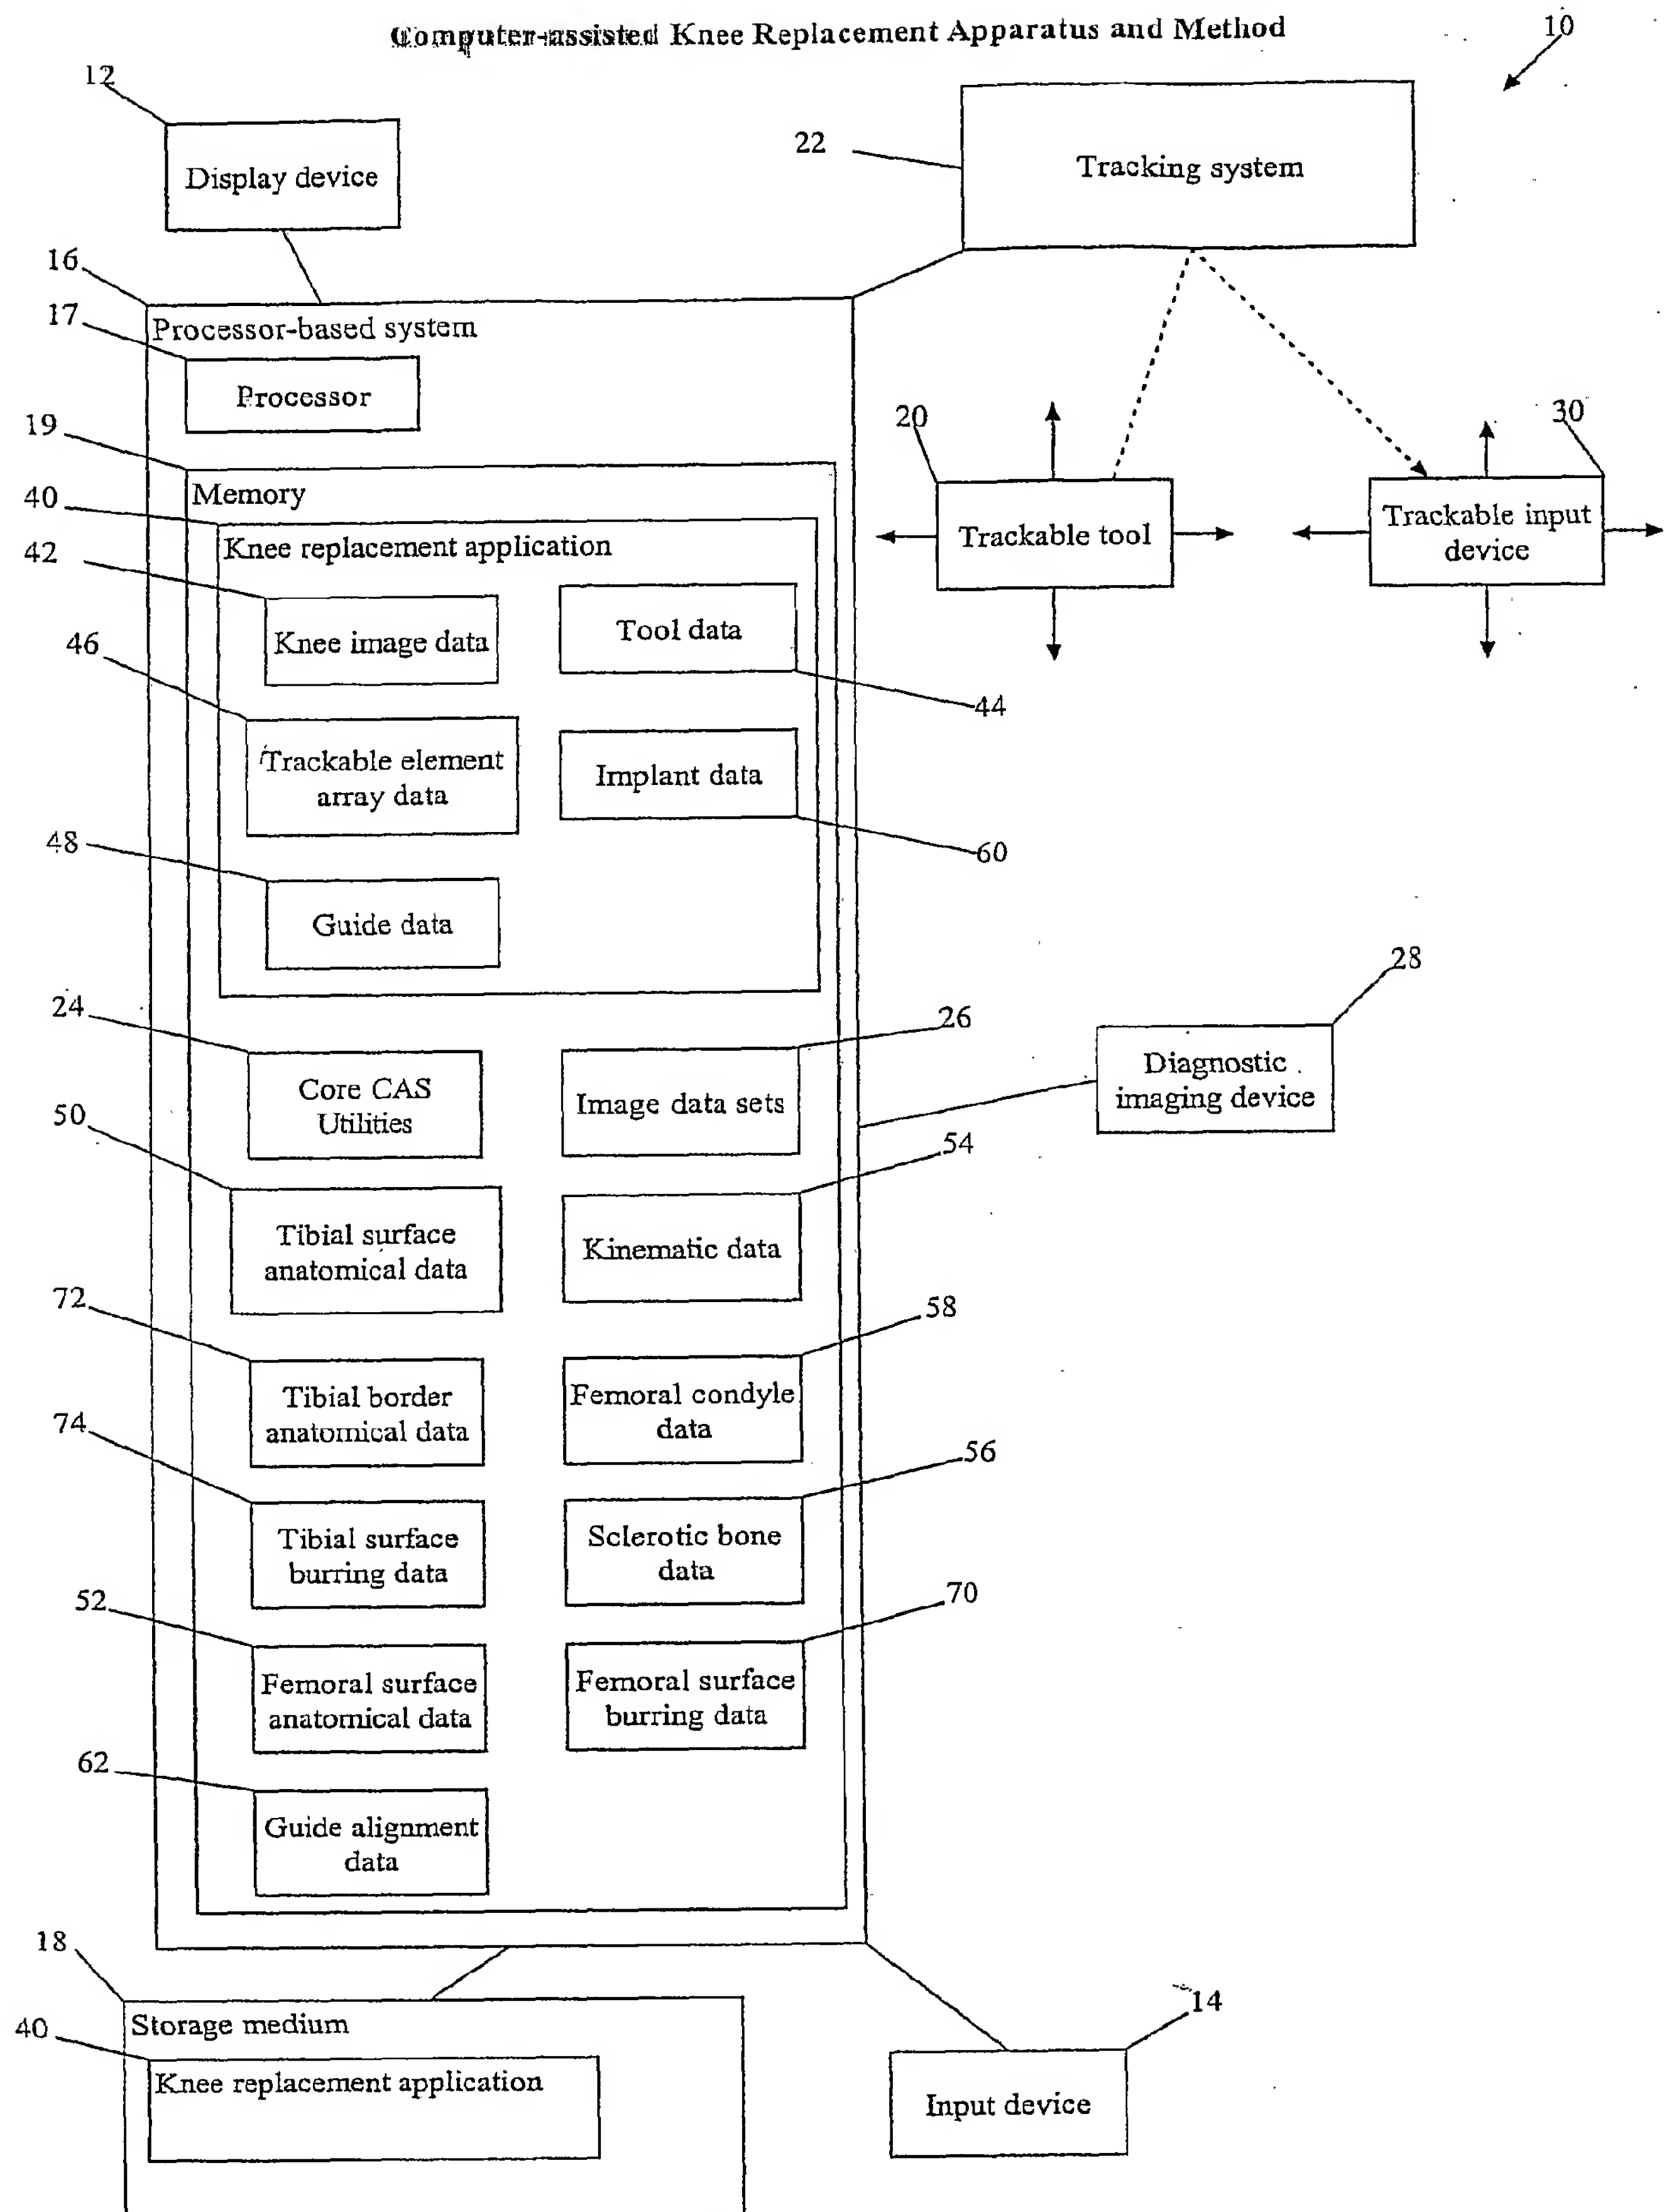 Computer-assisted Knee Replacement Apparatus and Method
10
12
Display device
22
Tracking system
16
Processor-based system
17
Processor
19
Memory
20
Trackable tool
30
Trackable input
device
40
Knee replacement application
42
Knee image data
Tool data
44
46
Trackable element
array data
Implant data
60
48
Guide data
28
Diagnostic
imaging device
24
Core CAS
Utilities
26
Image data sets
50
Tibial surface
anatomical data
54
Kinematic data
72
Tibial border
anatomical data
58
Femoral condyle
data
74
Tibial surface
burring data
56
Sclerotic bone
data
52
Femoral surface
anatomical data
70
Femoral surface
burring data
62
Guide alignment
data
18
Storage medium
40
Knee replacement application
14
Input device